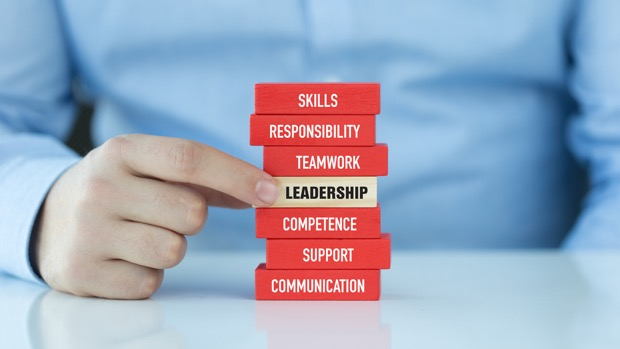 SKILLS
RESPONSIBILITY
TEAMWORK
LEADERSHIP
COMPETENCE
SUPPORT
COMMUNICATION